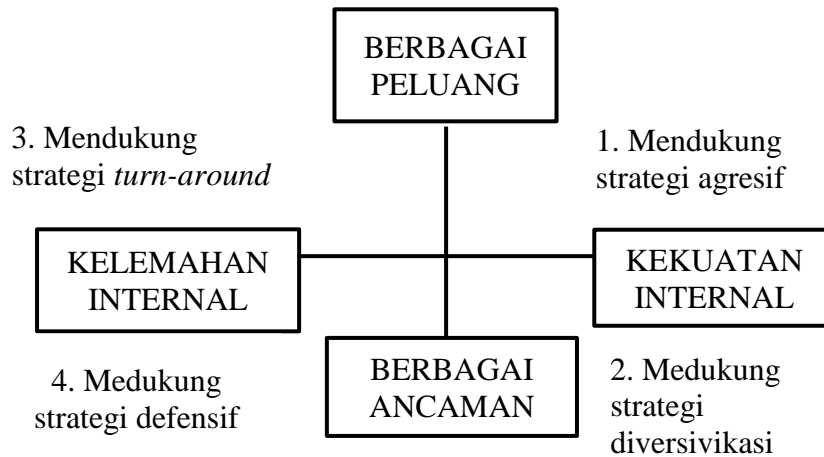 BERBAGAI
PELUANG
3. Mendukung
strategi turn-around
1. Mendukung
strategi agresif
KELEMAHAN
INTERNAL
KEKUATAN
INTERNAL
4. Medukung
strategi defensif
BERBAGAI
ANCAMAN
2. Medukung
strategi
diversivikasi